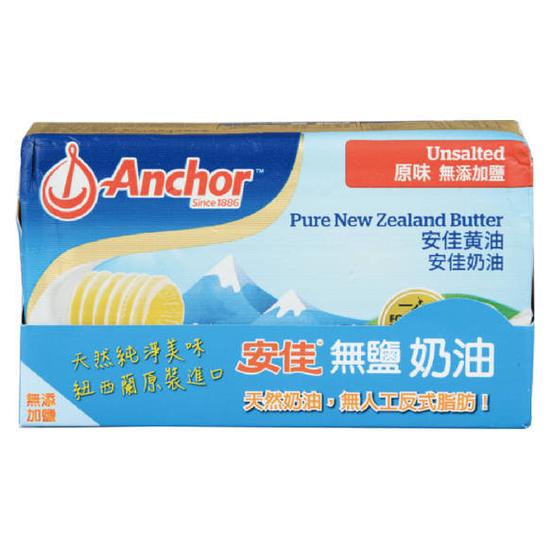 Anchor™
Since 1886
Unsalted
原味 無添加鹽
Pure New Zealand Butter
安佳黄油
安佳奶油
天然純淨美味
紐西蘭原裝進口
安佳® 無鹽 奶油
無添
加鹽
天然奶油，無人工反式脂肪！